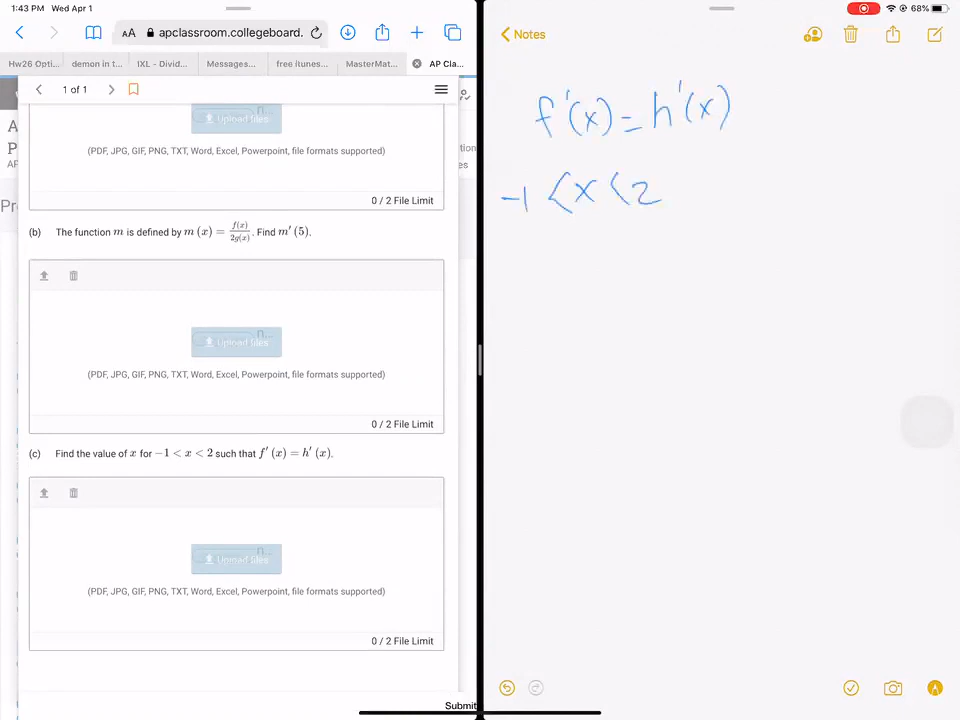 1:43 PM Wed Apr 1
68%
AA apclassroom.collegeboard.
Notes
Hw26 Opti...
demon in t...
IXL - Divid...
Messages...
free itunes...
MasterMat...
AP Cla...
1 of 1
A
P
AP
Pr
tion
es
Upload files
(PDF, JPG, GIF, PNG, TXT, Word, Excel, Powerpoint, file formats supported)
0 / 2 File Limit
(b) The function m is defined by m (x) = f(x)/2g(x). Find m′ (5).
Upload files
(PDF, JPG, GIF, PNG, TXT, Word, Excel, Powerpoint, file formats supported)
0 / 2 File Limit
(c) Find the value of x for −1 < x < 2 such that f′ (x) = h′ (x).
Upload files
(PDF, JPG, GIF, PNG, TXT, Word, Excel, Powerpoint, file formats supported)
0 / 2 File Limit
Submit
f'(x) = h'(x)
-1 < x < 2